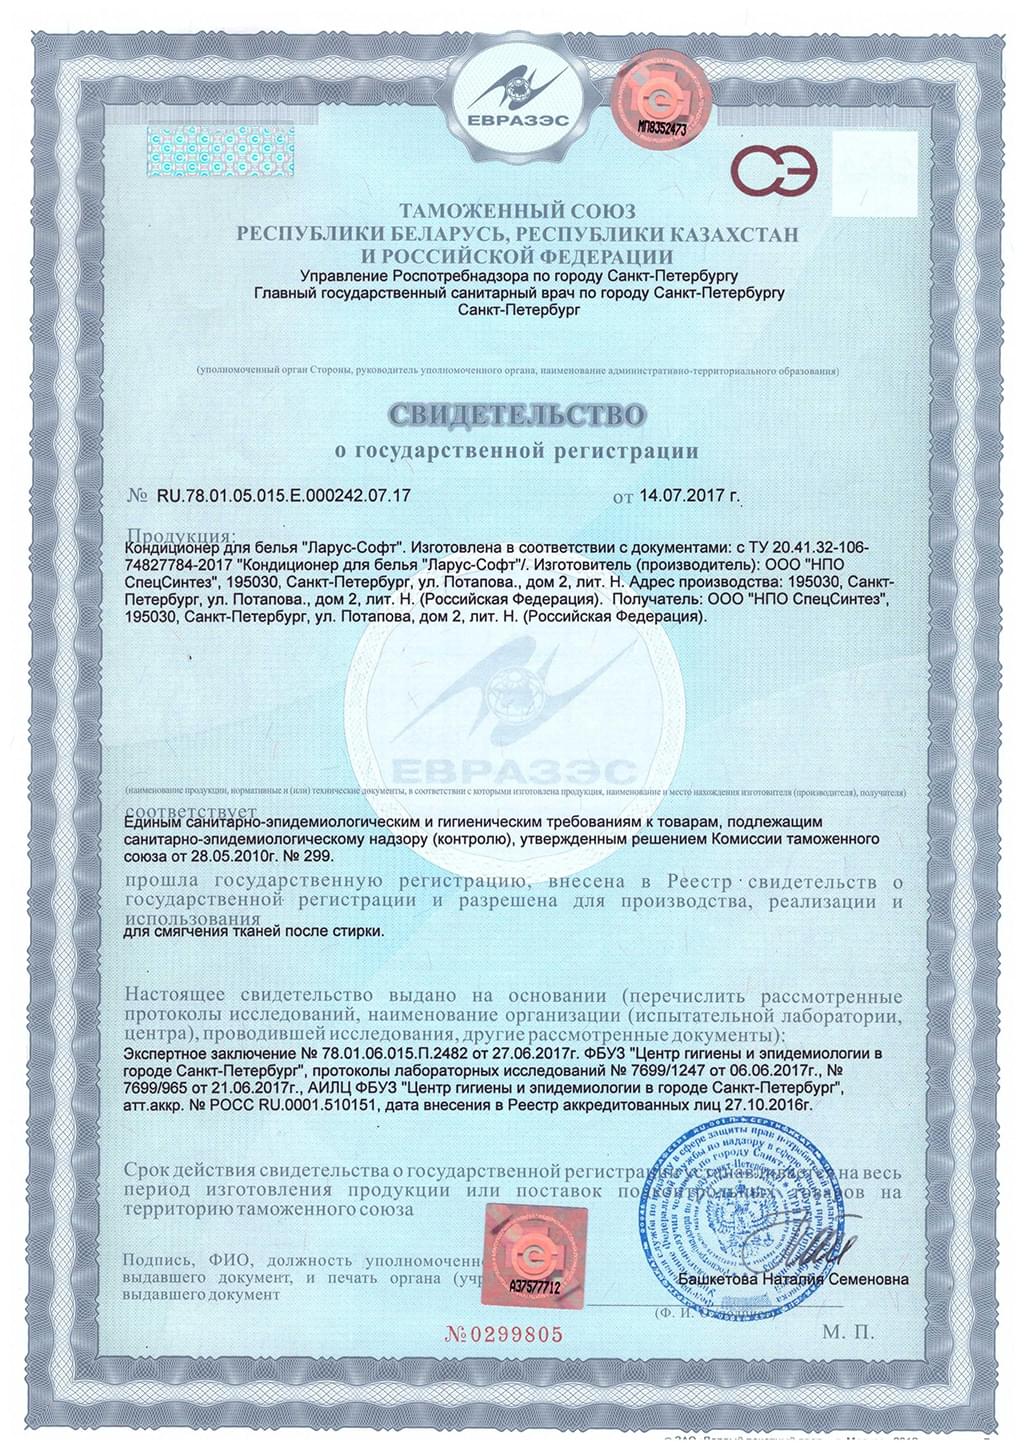 ЕВРАЗЭС
МП8352473
СЭ
ТАМОЖЕННЫЙ СОЮЗ
РЕСПУБЛИКИ БЕЛАРУСЬ, РЕСПУБЛИКИ КАЗАХСТАН
И РОССИЙСКОЙ ФЕДЕРАЦИИ
Управление Роспотребнадзора по городу Санкт-Петербургу
Главный государственный санитарный врач по городу Санкт-Петербургу
Санкт-Петербург
(уполномоченный орган Стороны, руководитель уполномоченного органа, наименование административно-территориального образования)
СВИДЕТЕЛЬСТВО
о государственной регистрации
№ RU.78.01.05.015.Е.000242.07.17 от 14.07.2017 г.
Продукция:
Кондиционер для белья "Ларус-Софт". Изготовлена в соответствии с документами: с ТУ 20.41.32-106-
74827784-2017 "Кондиционер для белья "Ларус-Софт"/. Изготовитель (производитель): ООО "НПО
СпецСинтез", 195030, Санкт-Петербург, ул. Потапова., дом 2, лит. Н. Адрес производства: 195030, Санкт-
Петербург, ул. Потапова., дом 2, лит. Н. (Российская Федерация). Получатель: ООО "НПО СпецСинтез",
195030, Санкт-Петербург, ул. Потапова, дом 2, лит. Н. (Российская Федерация).
ЕВРАЗЭС
(наименование продукции, нормативные и (или) технические документы, в соответствии с которыми изготовлена продукция, наименование и место нахождения изготовителя (производителя), получателя)
соответствует
Единым санитарно-эпидемиологическим и гигиеническим требованиям к товарам, подлежащим
санитарно-эпидемиологическому надзору (контролю), утвержденным решением Комиссии таможенного
союза от 28.05.2010г. № 299.
прошла государственную регистрацию, внесена в Реестр свидетельств о
государственной регистрации и разрешена для производства, реализации и
использования
для смягчения тканей после стирки.
Настоящее свидетельство выдано на основании (перечислить рассмотренные
протоколы исследований, наименование организации (испытательной лаборатории,
центра), проводившей исследования, другие рассмотренные документы):
Экспертное заключение № 78.01.06.015.П.2482 от 27.06.2017г. ФБУЗ "Центр гигиены и эпидемиологии в
городе Санкт-Петербург", протоколы лабораторных исследований № 7699/1247 от 06.06.2017г., №
7699/965 от 21.06.2017г., АИЛЦ ФБУЗ "Центр гигиены и эпидемиологии в городе Санкт-Петербург",
атт.аккр. № РОСС RU.0001.510151, дата внесения в Реестр аккредитованных лиц 27.10.2016г.
Срок действия свидетельства о государственной регистрации устанавливается на весь
период изготовления продукции или поставок подконтрольных товаров на
территорию таможенного союза
Подпись, ФИО, должность уполномоченно
выдавшего документ, и печать органа (учр
выдавшего документ
А37577712
Башкетова Наталия Семеновна
(Ф. И.
№0299805
М. П.